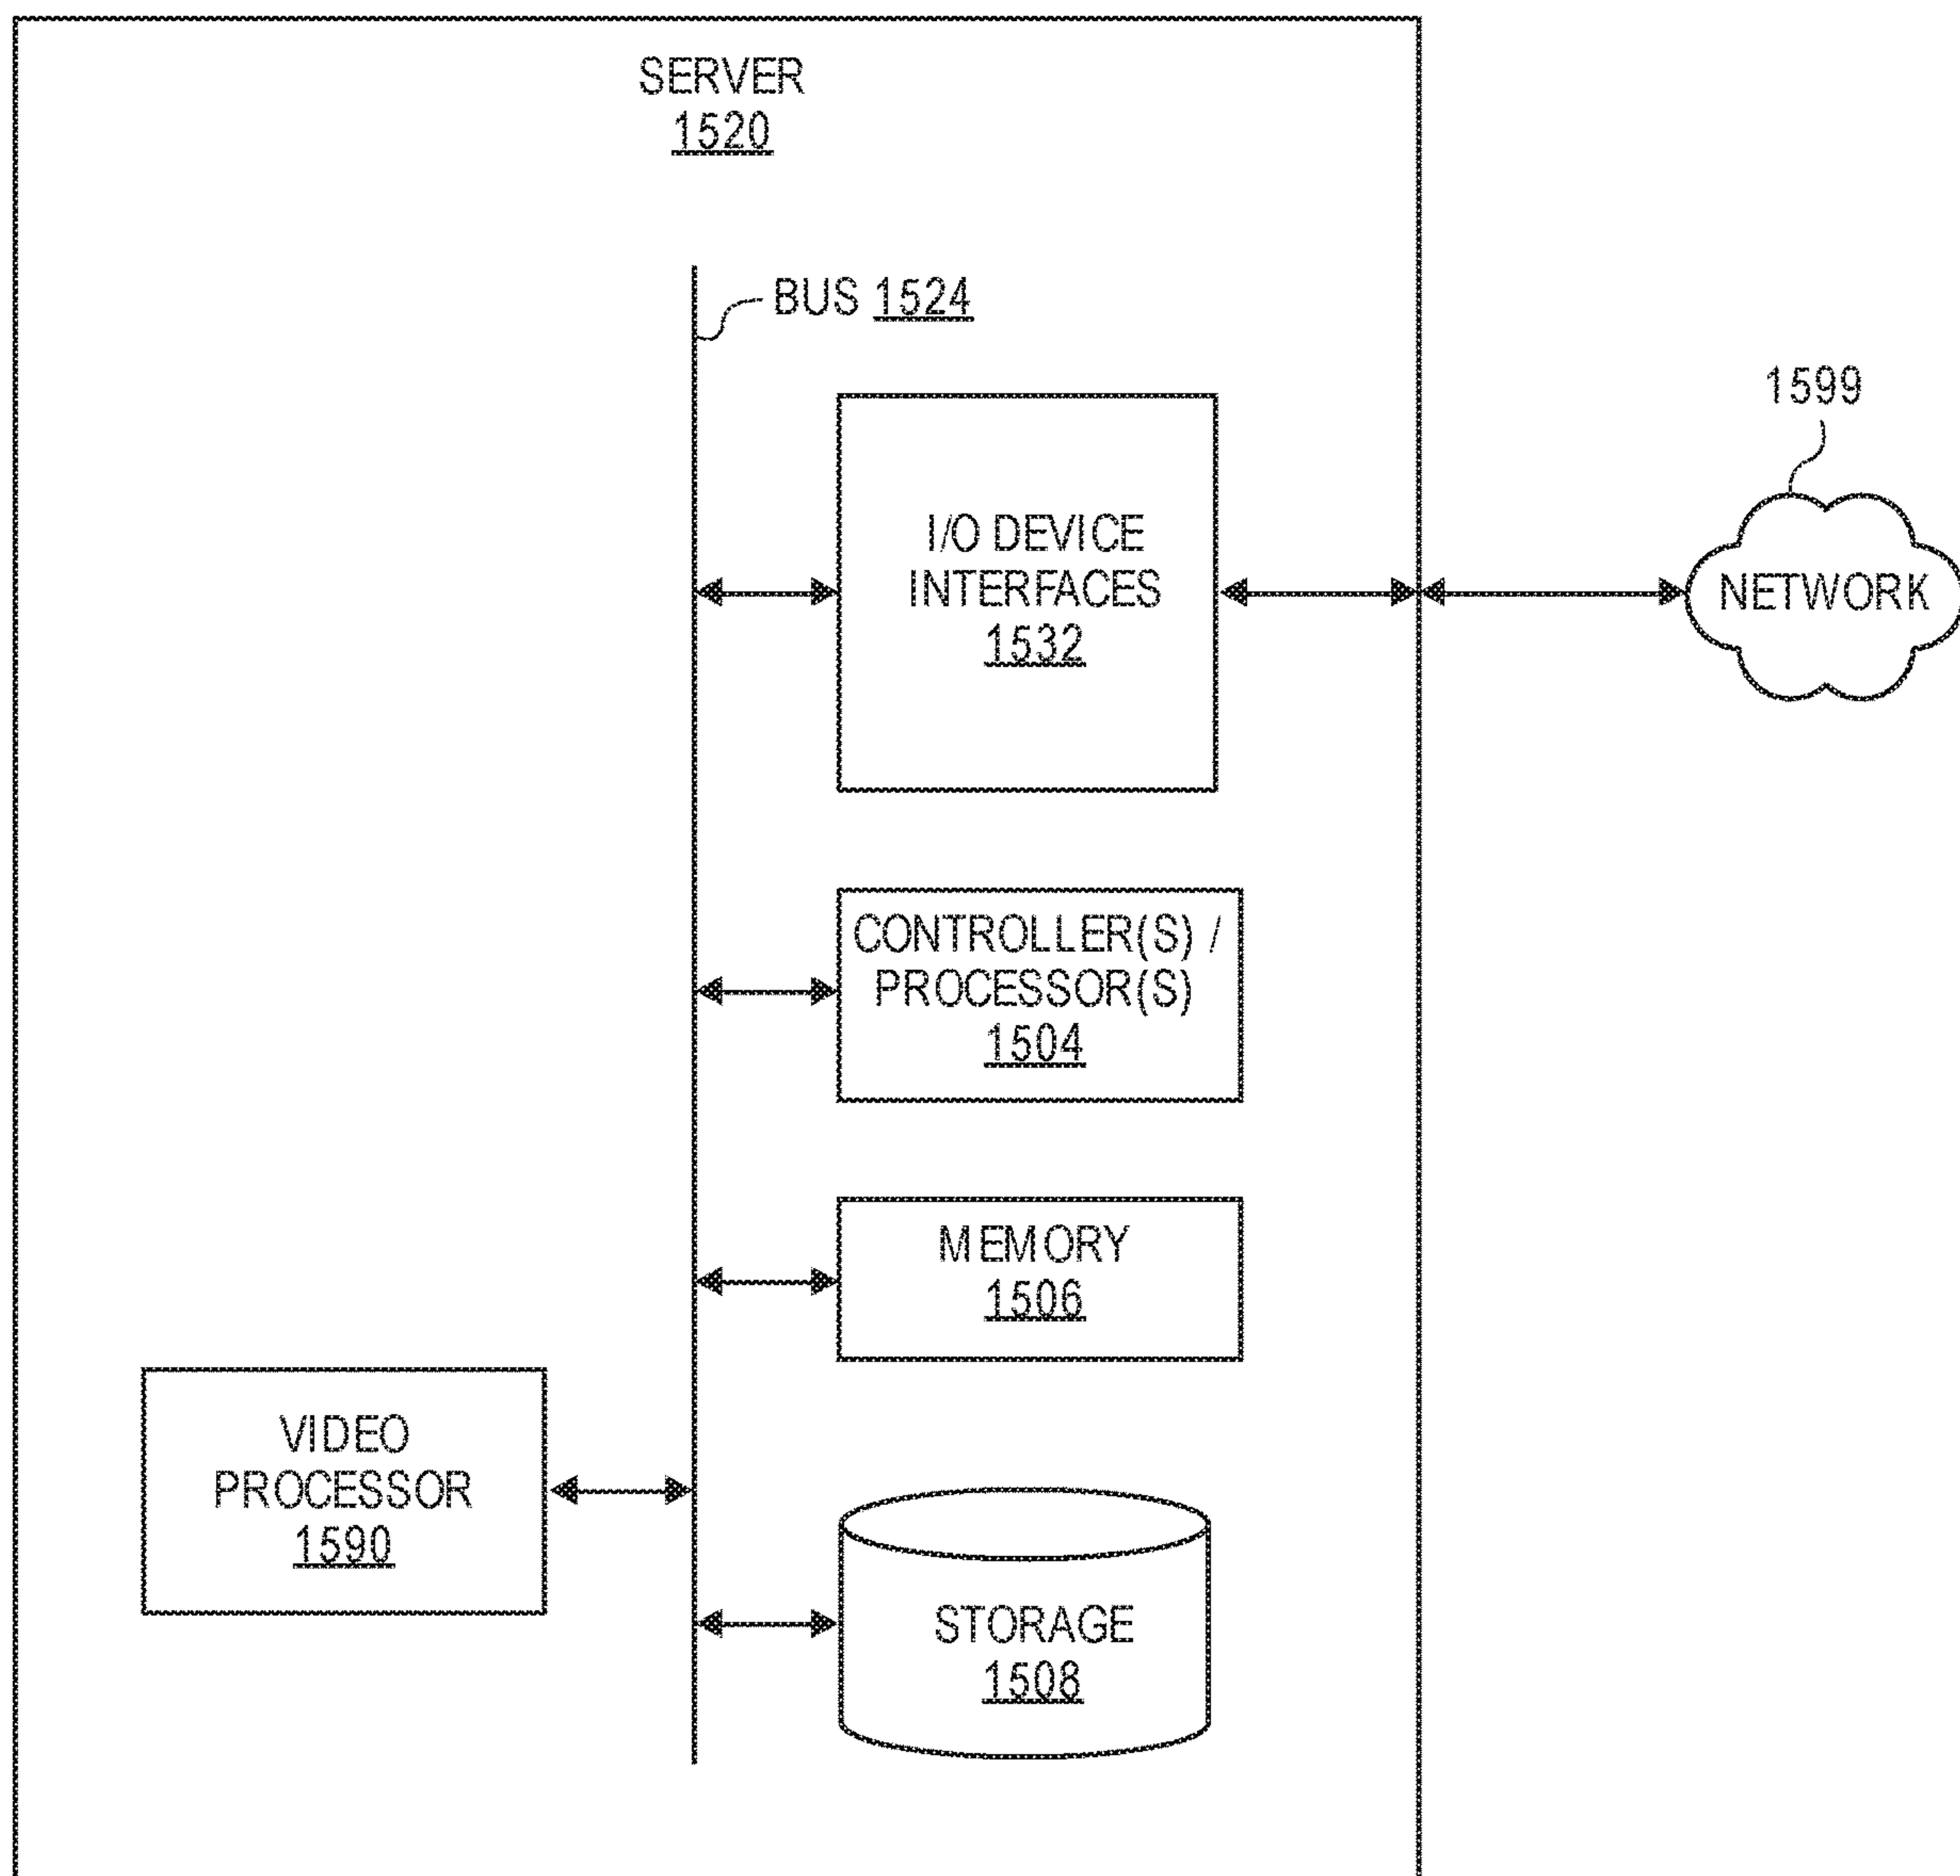 SERVER
1520
BUS 1524
1599
I/O DEVICE
INTERFACES
1532
NETWORK
CONTROLLER(S) /
PROCESSOR(S)
1504
MEMORY
1506
VIDEO
PROCESSOR
1590
STORAGE
1508